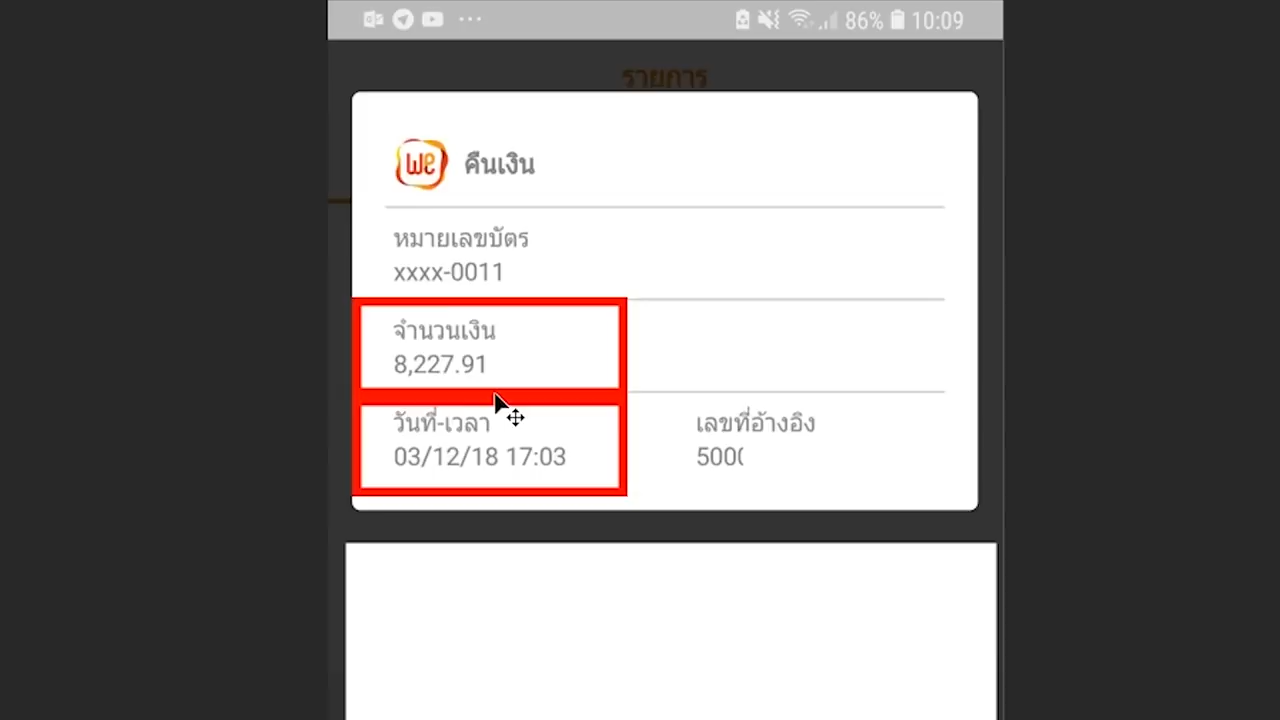 86% 10:09
รายการ
we คืนเงิน
หมายเลขบัตร
xxxx-0011
จำนวนเงิน
8,227.91
วันที่-เวลา
03/12/18 17:03
เลขที่อ้างอิง
500